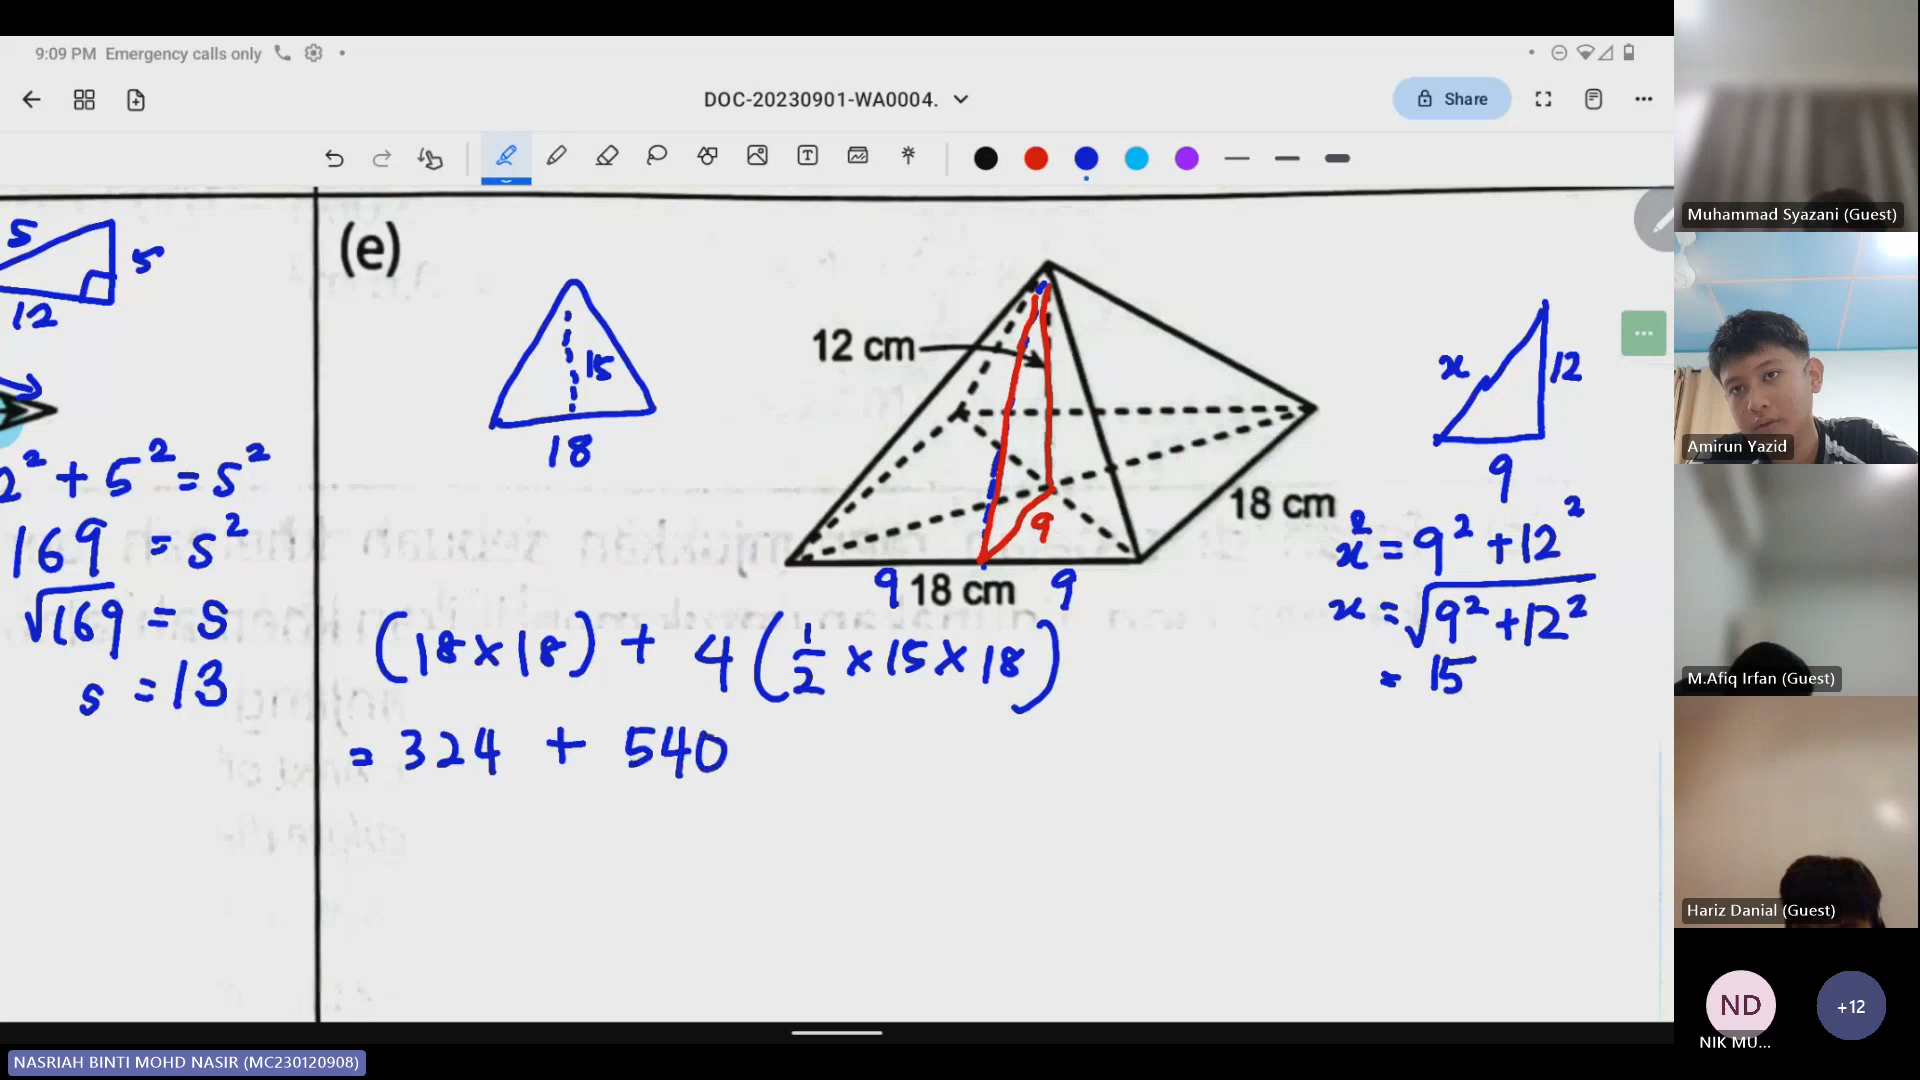 9:09 PM Emergency calls only
DOC-20230901-WA0004.
Share
5
5
12
2² + 5² = s²
169 = s²
√169 = s
s = 13
(e)
15
18
12 cm
18 cm
9
9 18 cm 9
x
12
9
x² = 9² + 12²
x = √9² + 12²
= 15
(18 × 18) + 4 (1/2 × 15 × 18)
= 324 + 540
Muhammad Syazani (Guest)
Amirun Yazid
M.Afiq Irfan (Guest)
Hariz Danial (Guest)
ND
+12
NIK MU...
NASRIAH BINTI MOHD NASIR (MC230120908)